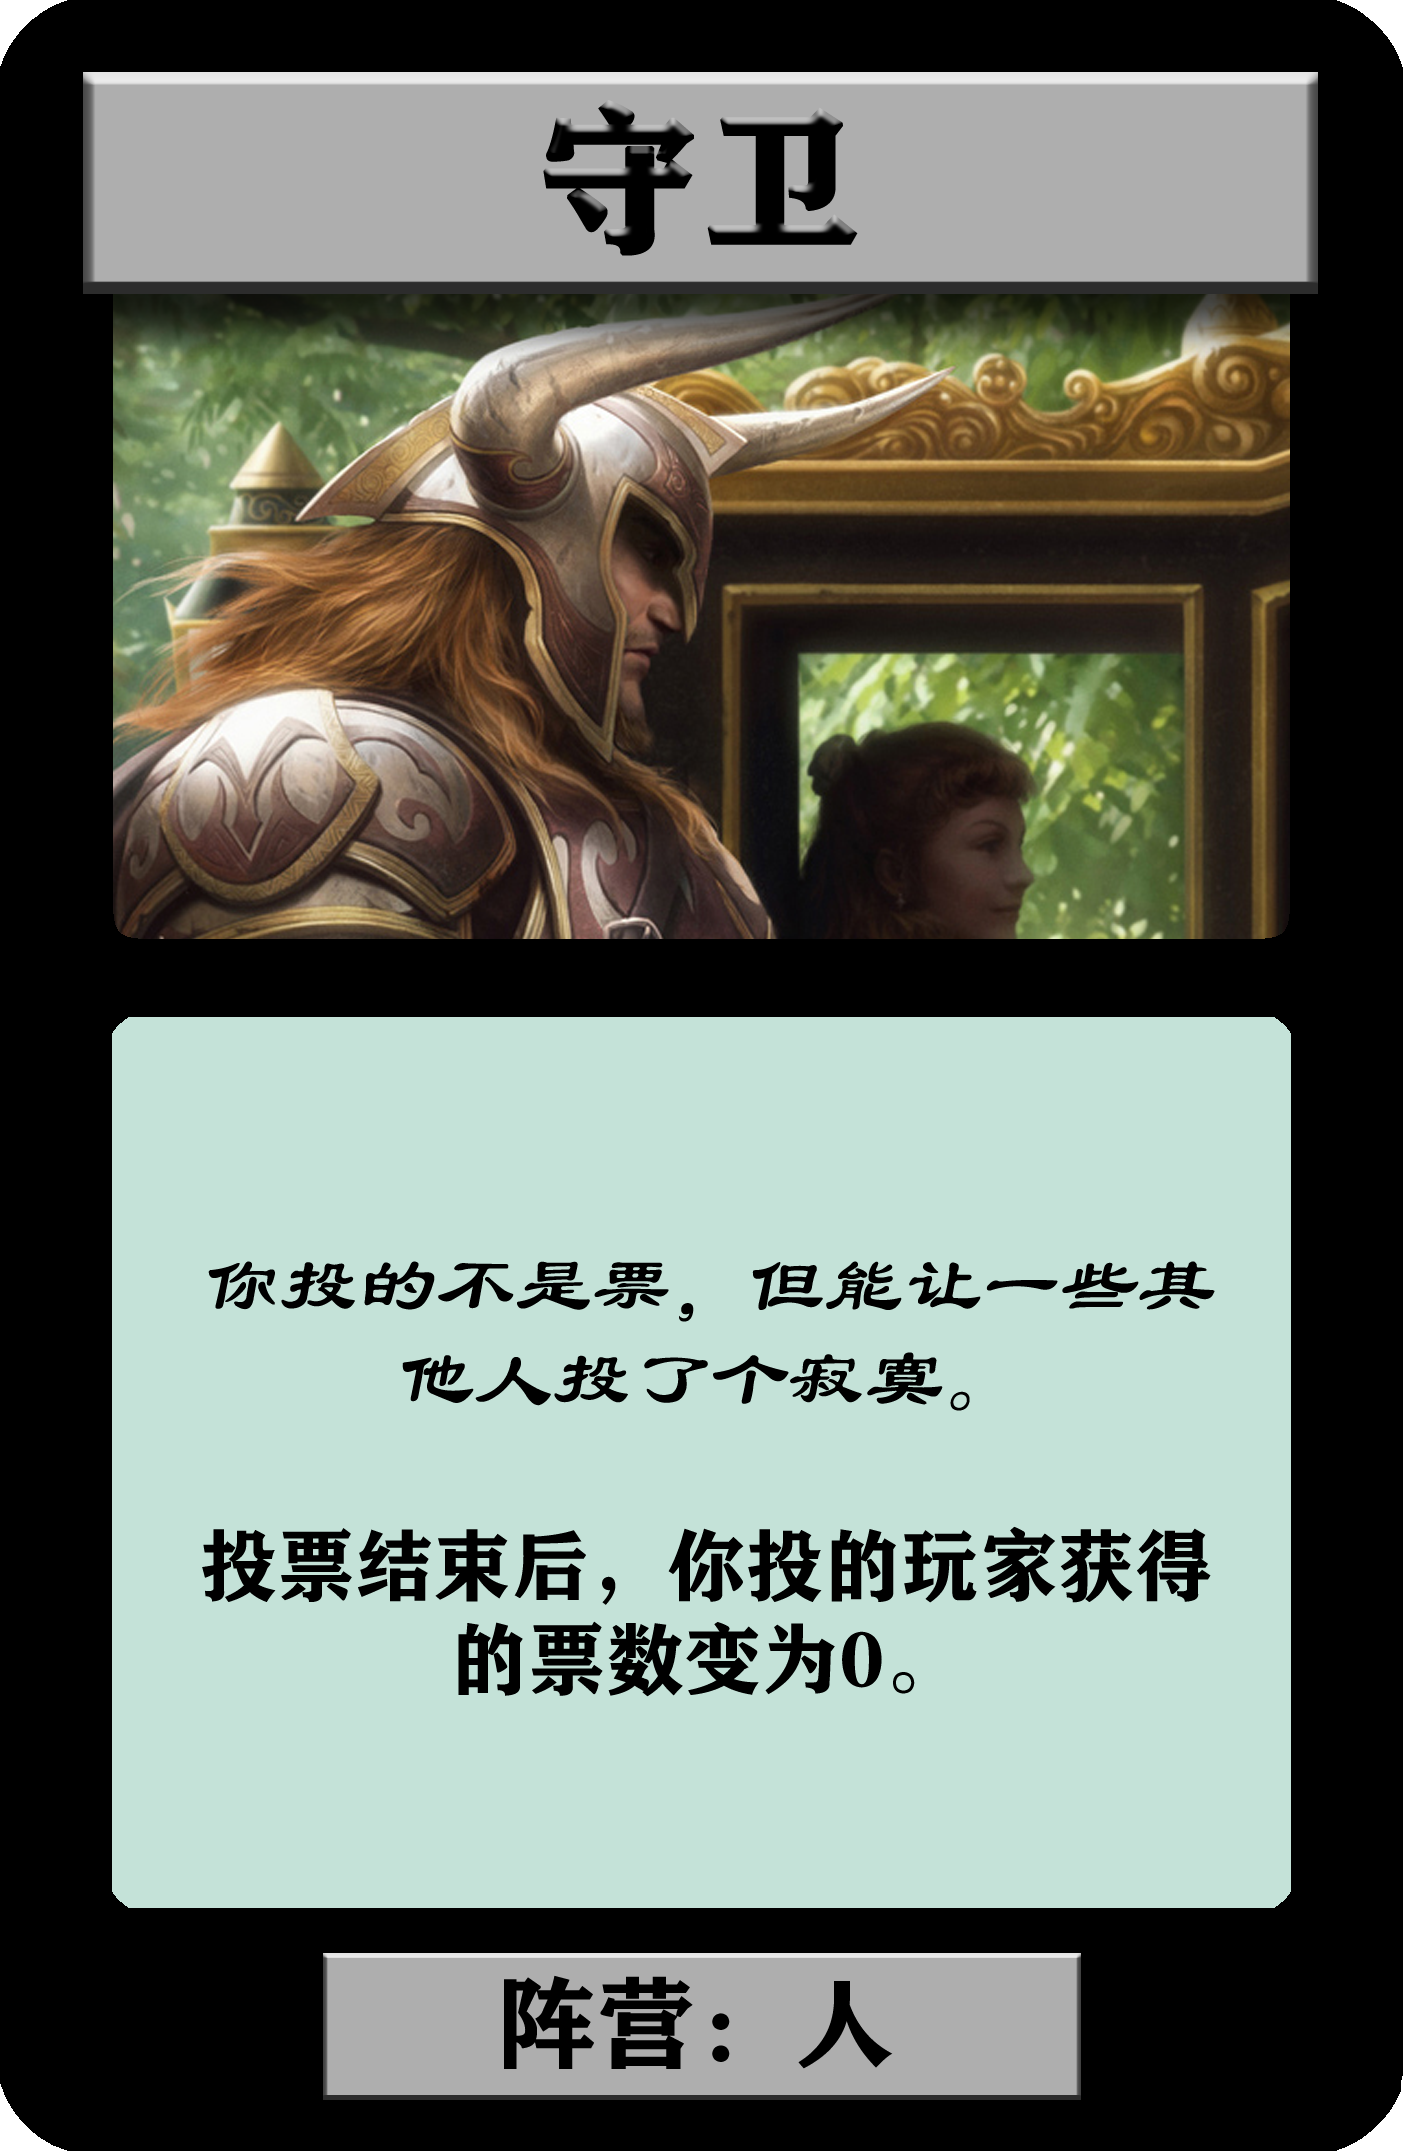 守卫
你投的不是票，但能让一些其
他人投了个寂寞。
投票结束后，你投的玩家获得
的票数变为0。
阵营：人